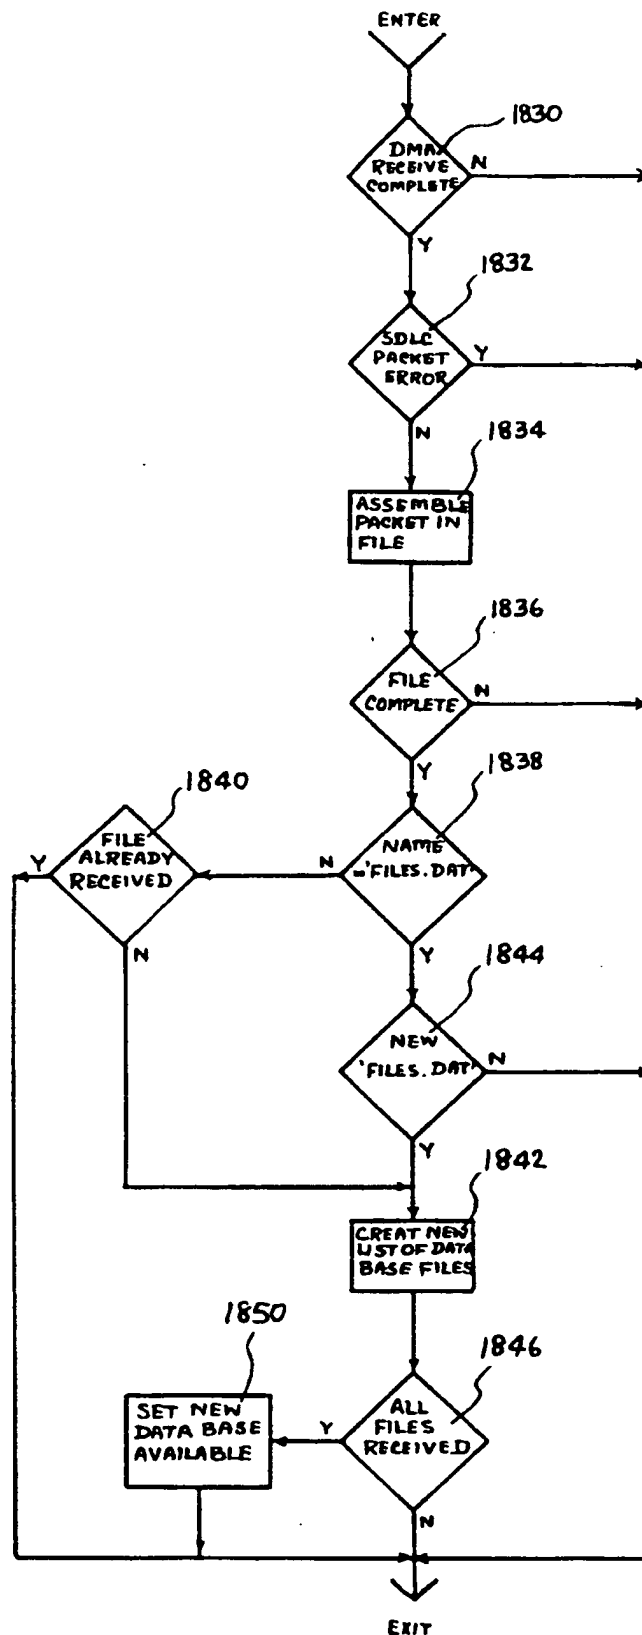 ENTER
1830
DMA
RECEIVE
COMPLETE
N
Y
1832
SDLC
PACKET
ERROR
Y
N
1834
ASSEMBLE
PACKET IN
FILE
1836
FILE
COMPLETE
N
Y
1838
NAME
='FILES.DAT'
N
Y
1840
FILE
ALREADY
RECEIVED
Y
N
1844
NEW
'FILES.DAT'
N
Y
1842
CREAT NEW
LIST OF DATA
BASE FILES
1846
ALL
FILES
RECEIVED
Y
N
1850
SET NEW
DATA BASE
AVAILABLE
EXIT